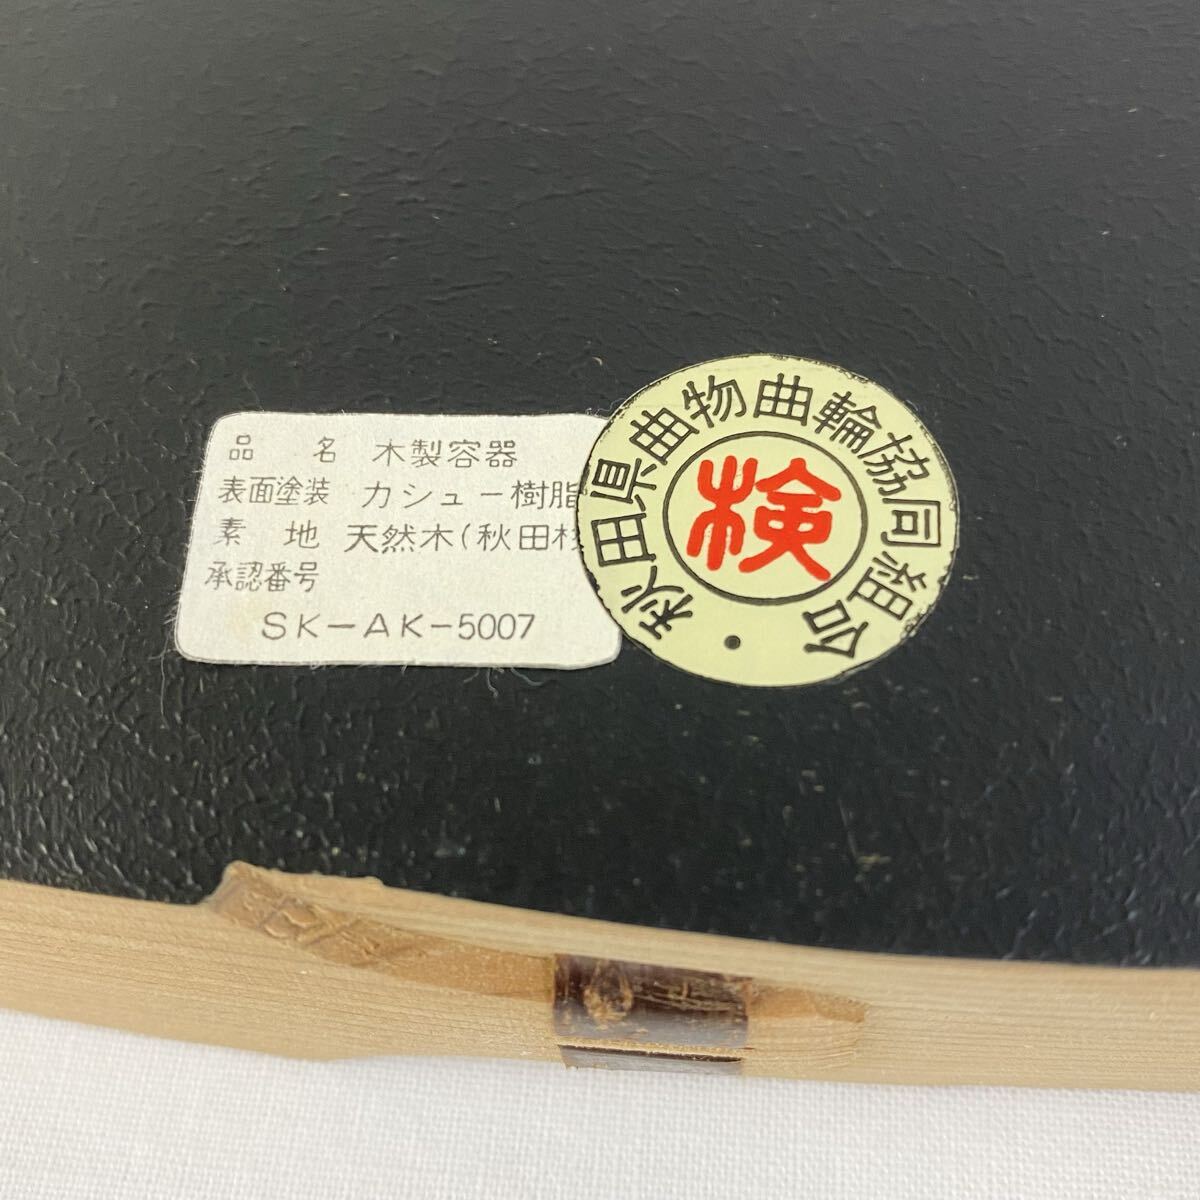 品 名 木製容器
表面塗装 カシュー樹脂
素 地 天然木(秋田杉
承認番号
SK-AK-5007
秋田県曲物曲輪協同組合・
検